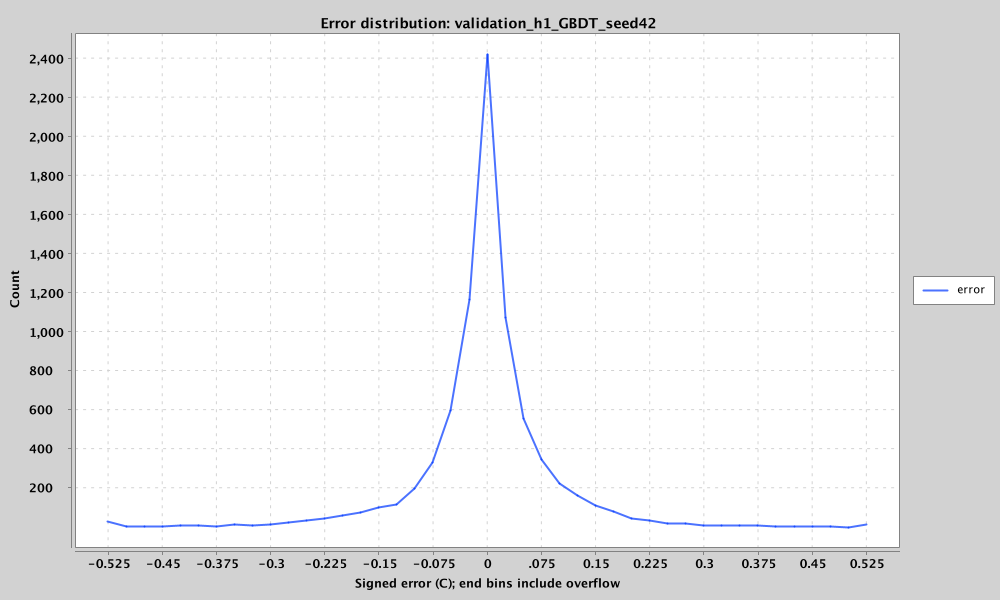 Error distribution: validation_h1_GBDT_seed42
2,400
2,200
2,000
1,800
1,600
1,400
1,200
1,000
800
600
400
200
Count
error
-0.525 -0.45 -0.375 -0.3 -0.225 -0.15 -0.075 0 .075 0.15 0.225 0.3 0.375 0.45 0.525
Signed error (C); end bins include overflow